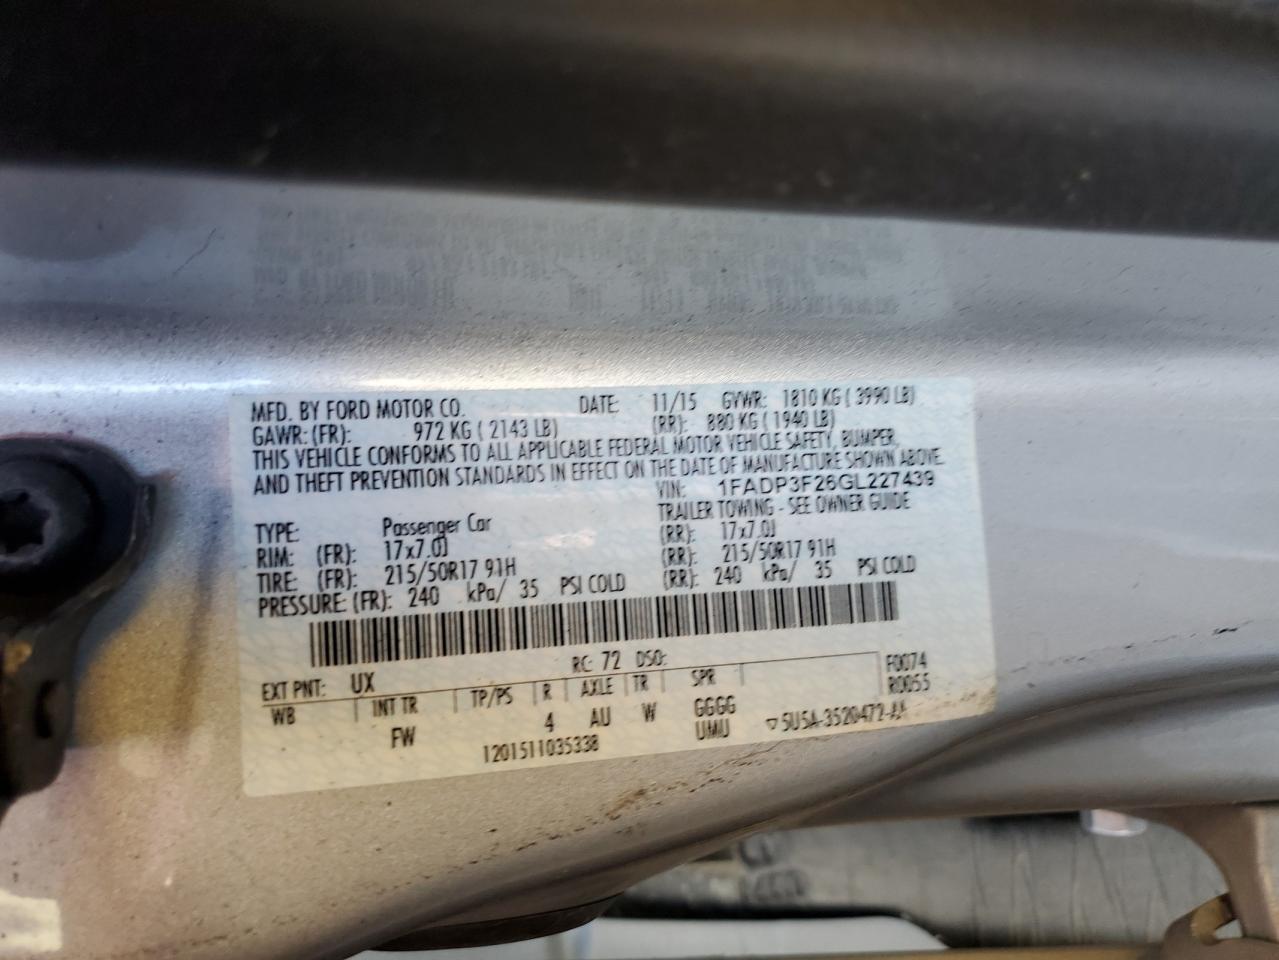 MFD. BY FORD MOTOR CO. DATE: 11/15 GVWR: 1810 KG ( 3990 LB)
GAWR: (FR): 972 KG ( 2143 LB) (RR): 880 KG ( 1940 LB)
THIS VEHICLE CONFORMS TO ALL APPLICABLE FEDERAL MOTOR VEHICLE SAFETY, BUMPER,
AND THEFT PREVENTION STANDARDS IN EFFECT ON THE DATE OF MANUFACTURE SHOWN ABOVE.
VIN: 1FADP3F26GL227439
TYPE: Passenger Car TRAILER TOWING - SEE OWNER GUIDE
RIM: (FR): 17x7.0J (RR): 17x7.0J
TIRE: (FR): 215/50R17 91H (RR): 215/50R17 91H
PRESSURE: (FR): 240 kPa/ 35 PSI COLD (RR): 240 kPa/ 35 PSI COLD
RC: 72 DSO:
EXT PNT: UX F0074
WB INT TR TP/PS R AXLE TR SPR R0055
FW 4 AU W GGGG
1201511035338 UMU ▽5U5A-3520472-AA